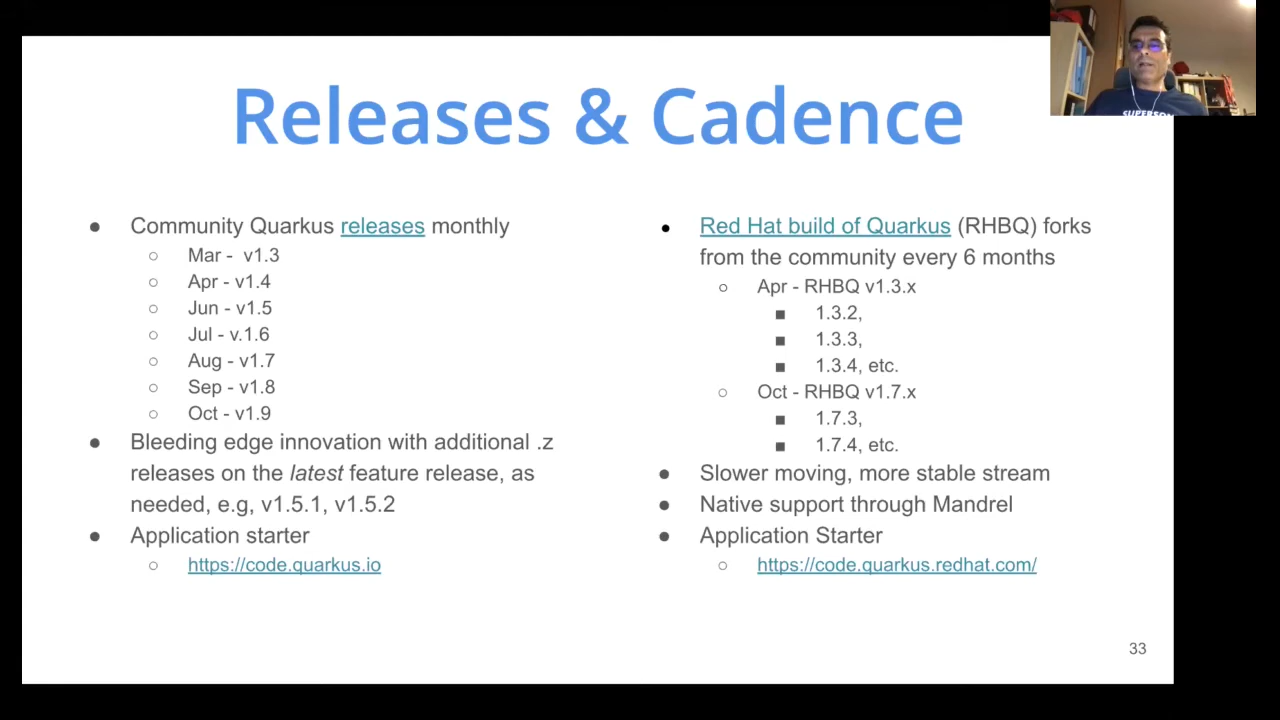 Releases & Cadence
Community Quarkus releases monthly
Mar -  v1.3
Apr - v1.4
Jun - v1.5
Jul - v.1.6
Aug - v1.7
Sep - v1.8
Oct - v1.9
Bleeding edge innovation with additional .z
releases on the latest feature release, as
needed, e.g, v1.5.1, v1.5.2
Application starter
https://code.quarkus.io
Red Hat build of Quarkus (RHBQ) forks
from the community every 6 months
Apr - RHBQ v1.3.x
1.3.2,
1.3.3,
1.3.4, etc.
Oct - RHBQ v1.7.x
1.7.3,
1.7.4, etc.
Slower moving, more stable stream
Native support through Mandrel
Application Starter
https://code.quarkus.redhat.com/
33